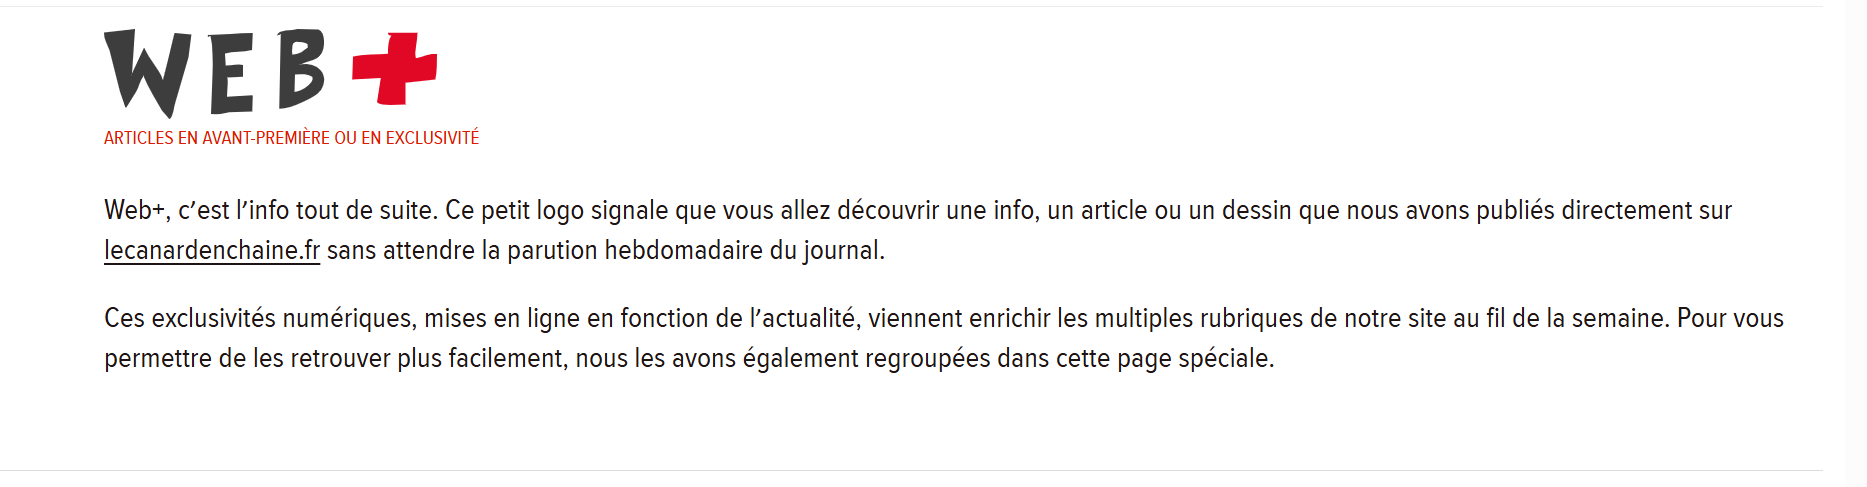 WEB+
ARTICLES EN AVANT-PREMIÈRE OU EN EXCLUSIVITÉ
Web+, c’est l’info tout de suite. Ce petit logo signale que vous allez découvrir une info, un article ou un dessin que nous avons publiés directement sur
lecanardenchaine.fr sans attendre la parution hebdomadaire du journal.
Ces exclusivités numériques, mises en ligne en fonction de l’actualité, viennent enrichir les multiples rubriques de notre site au fil de la semaine. Pour vous
permettre de les retrouver plus facilement, nous les avons également regroupées dans cette page spéciale.